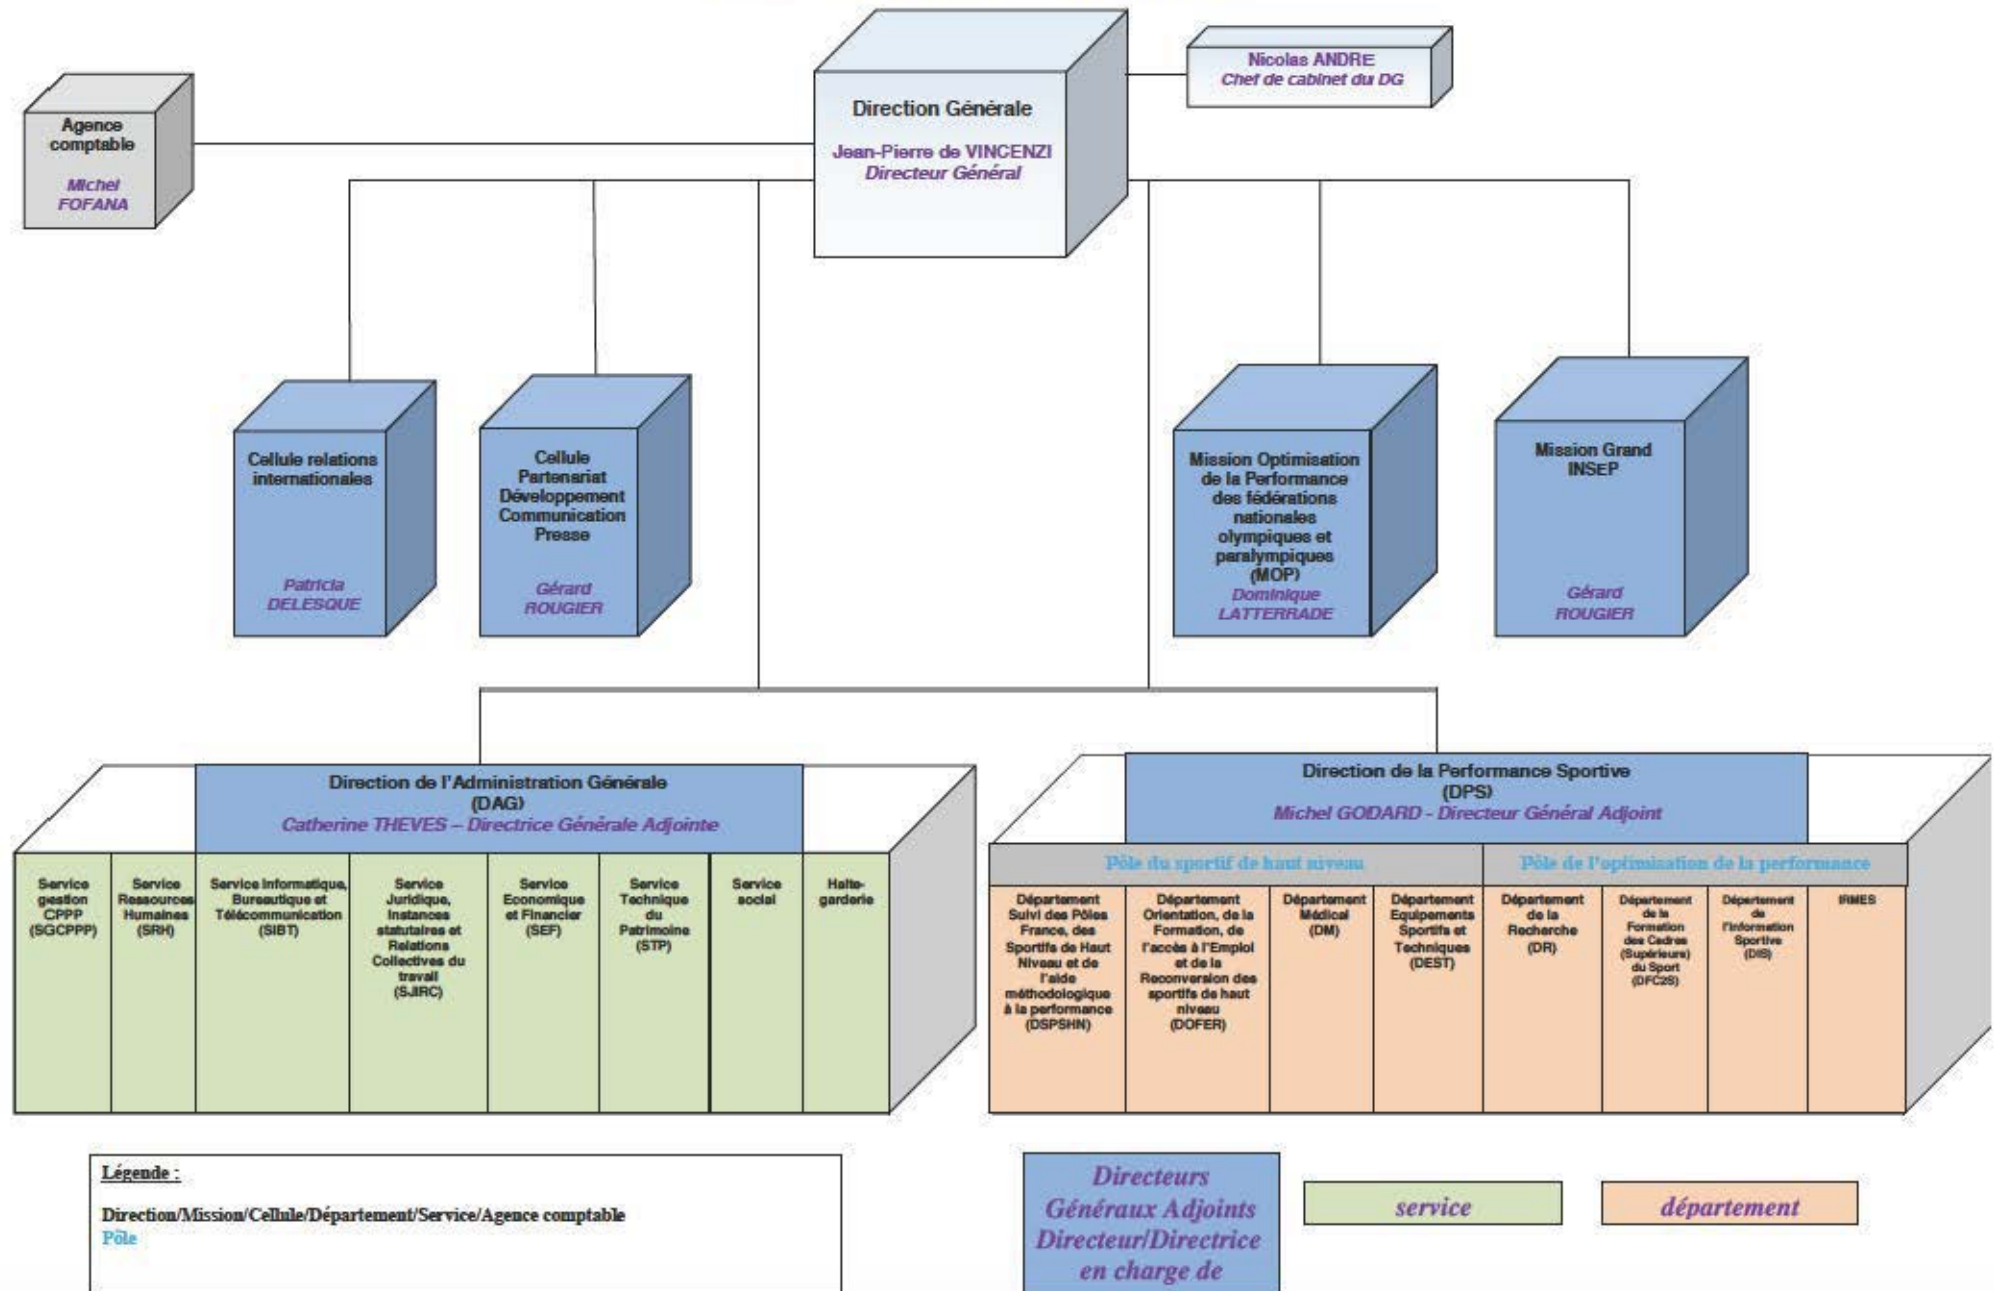 Nicolas ANDRE
Chef de cabinet du DG
Direction Générale
Jean-Pierre de VINCENZI
Directeur Général
Agence
comptable
Michel
FOFANA
Cellule relations
internationales
Patricia
DELESQUE
Cellule
Partenariat
Développement
Communication
Presse
Gérard
ROUGIER
Mission Optimisation
de la Performance
des fédérations
nationales
olympiques et
paralympiques
(MOP)
Dominique
LATTERRADE
Mission Grand
INSEP
Gérard
ROUGIER
Direction de l'Administration Générale
(DAG)
Catherine THEVES – Directrice Générale Adjointe
Service
gestion
CPPP
(SGCPPP)
Service
Ressources
Humaines
(SRH)
Service Informatique,
Bureautique et
Télécommunication
(SIBT)
Service
Juridique,
Instances
statutaires et
Relations
Collectives du
travail
(SJIRC)
Service
Economique
et Financier
(SEF)
Service
Technique
du
Patrimoine
(STP)
Service
social
Halte-
garderie
Direction de la Performance Sportive
(DPS)
Michel GODARD - Directeur Général Adjoint
Pôle du sportif de haut niveau
Pôle de l'optimisation de la performance
Département
Suivi des Pôles
France, des
Sportifs de Haut
Niveau et de
l'aide
méthodologique
à la performance
(DSPSHN)
Département
Orientation, de la
Formation, de
l'accès à l'Emploi
et de la
Reconversion des
sportifs de haut
niveau
(DOFER)
Département
Médical
(DM)
Département
Equipements
Sportifs et
Techniques
(DEST)
Département
de la
Recherche
(DR)
Département
de la
Formation
des Cadres
(Supérieure)
du Sport
(DFC2S)
Département
de
l'Information
Sportive
(DIS)
IRMES
Légende :
Direction/Mission/Cellule/Département/Service/Agence comptable
Pôle
Directeurs
Généraux Adjoints
Directeur/Directrice
en charge de
service
département